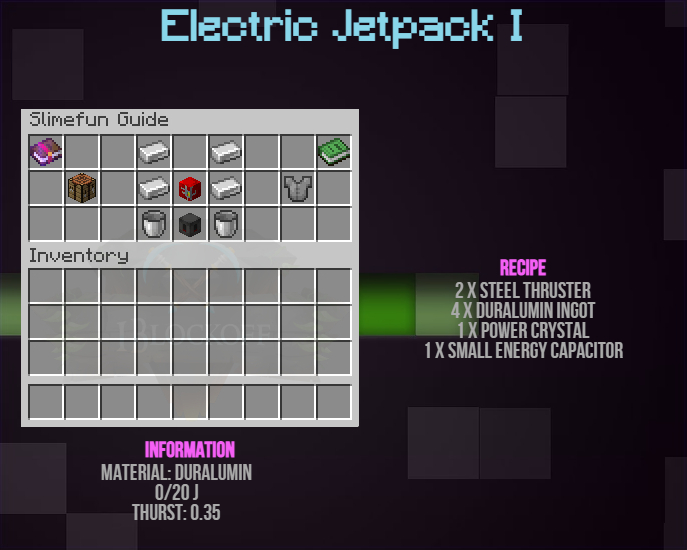 Electric Jetpack I
Slimefun Guide
Inventory
IBLOCKOFF
RECIPE
2 X STEEL THRUSTER
4 X DURALUMIN INGOT
1 X POWER CRYSTAL
1 X SMALL ENERGY CAPACITOR
INFORMATION
MATERIAL: DURALUMIN
0/20 J
THURST: 0.35